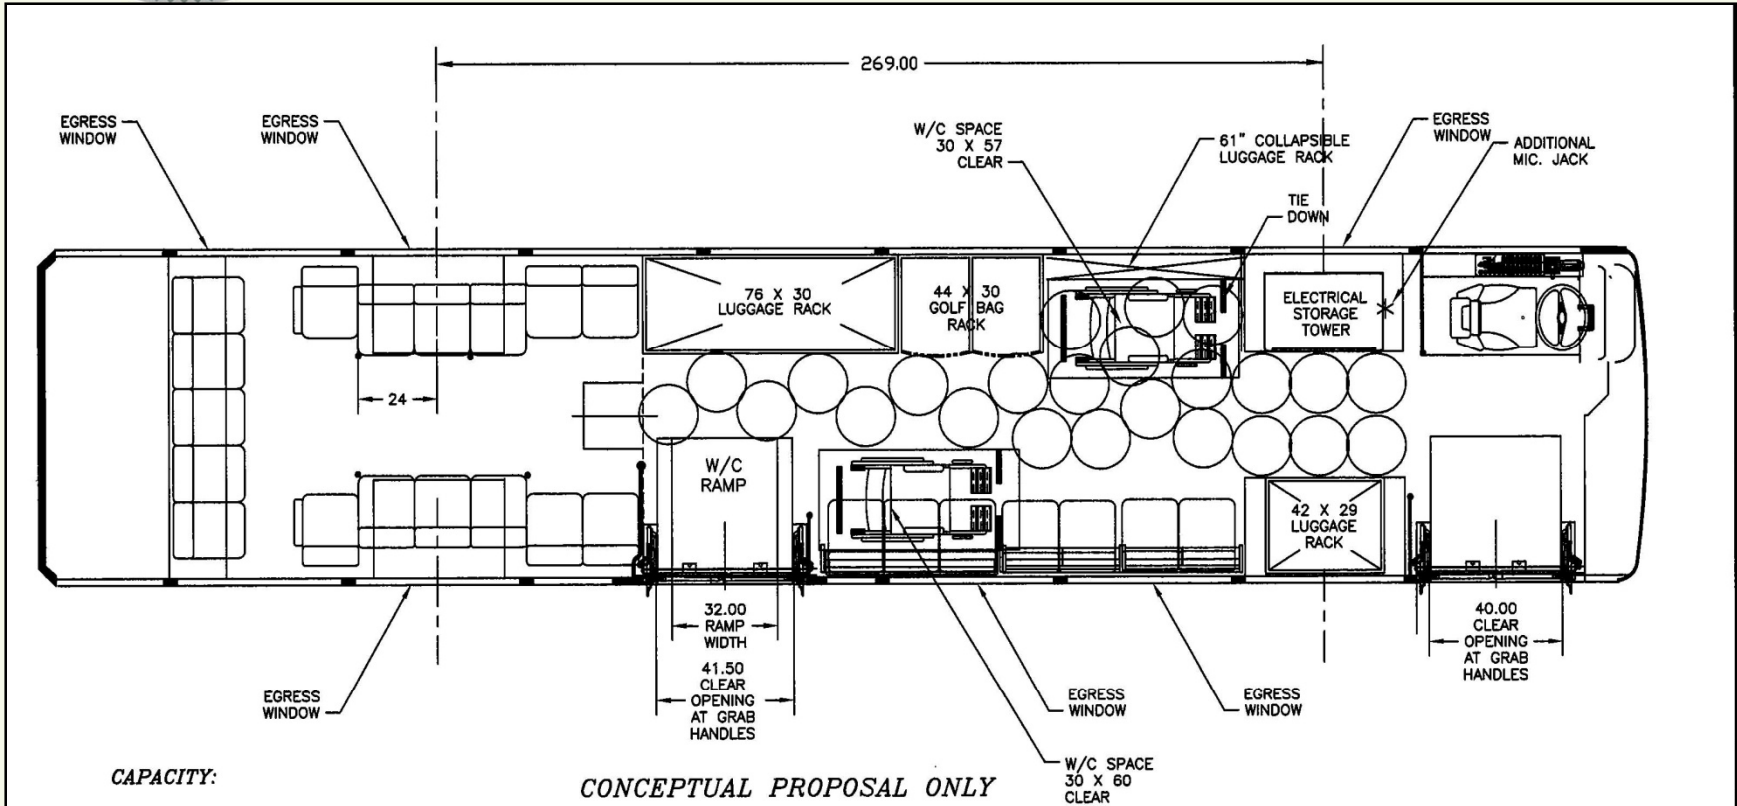 269.00
EGRESS
WINDOW
EGRESS
WINDOW
W/C SPACE
30 X 57
CLEAR
61" COLLAPSIBLE
LUGGAGE RACK
EGRESS
WINDOW
ADDITIONAL
MIC. JACK
TIE
DOWN
76 X 30
LUGGAGE RACK
44 X 30
GOLF BAG
RACK
ELECTRICAL
STORAGE
TOWER
24
W/C
RAMP
42 X 29
LUGGAGE
RACK
32.00
RAMP
WIDTH
41.50
CLEAR
OPENING
AT GRAB
HANDLES
40.00
CLEAR
OPENING
AT GRAB
HANDLES
EGRESS
WINDOW
EGRESS
WINDOW
EGRESS
WINDOW
W/C SPACE
30 X 60
CLEAR
CAPACITY:
CONCEPTUAL PROPOSAL ONLY